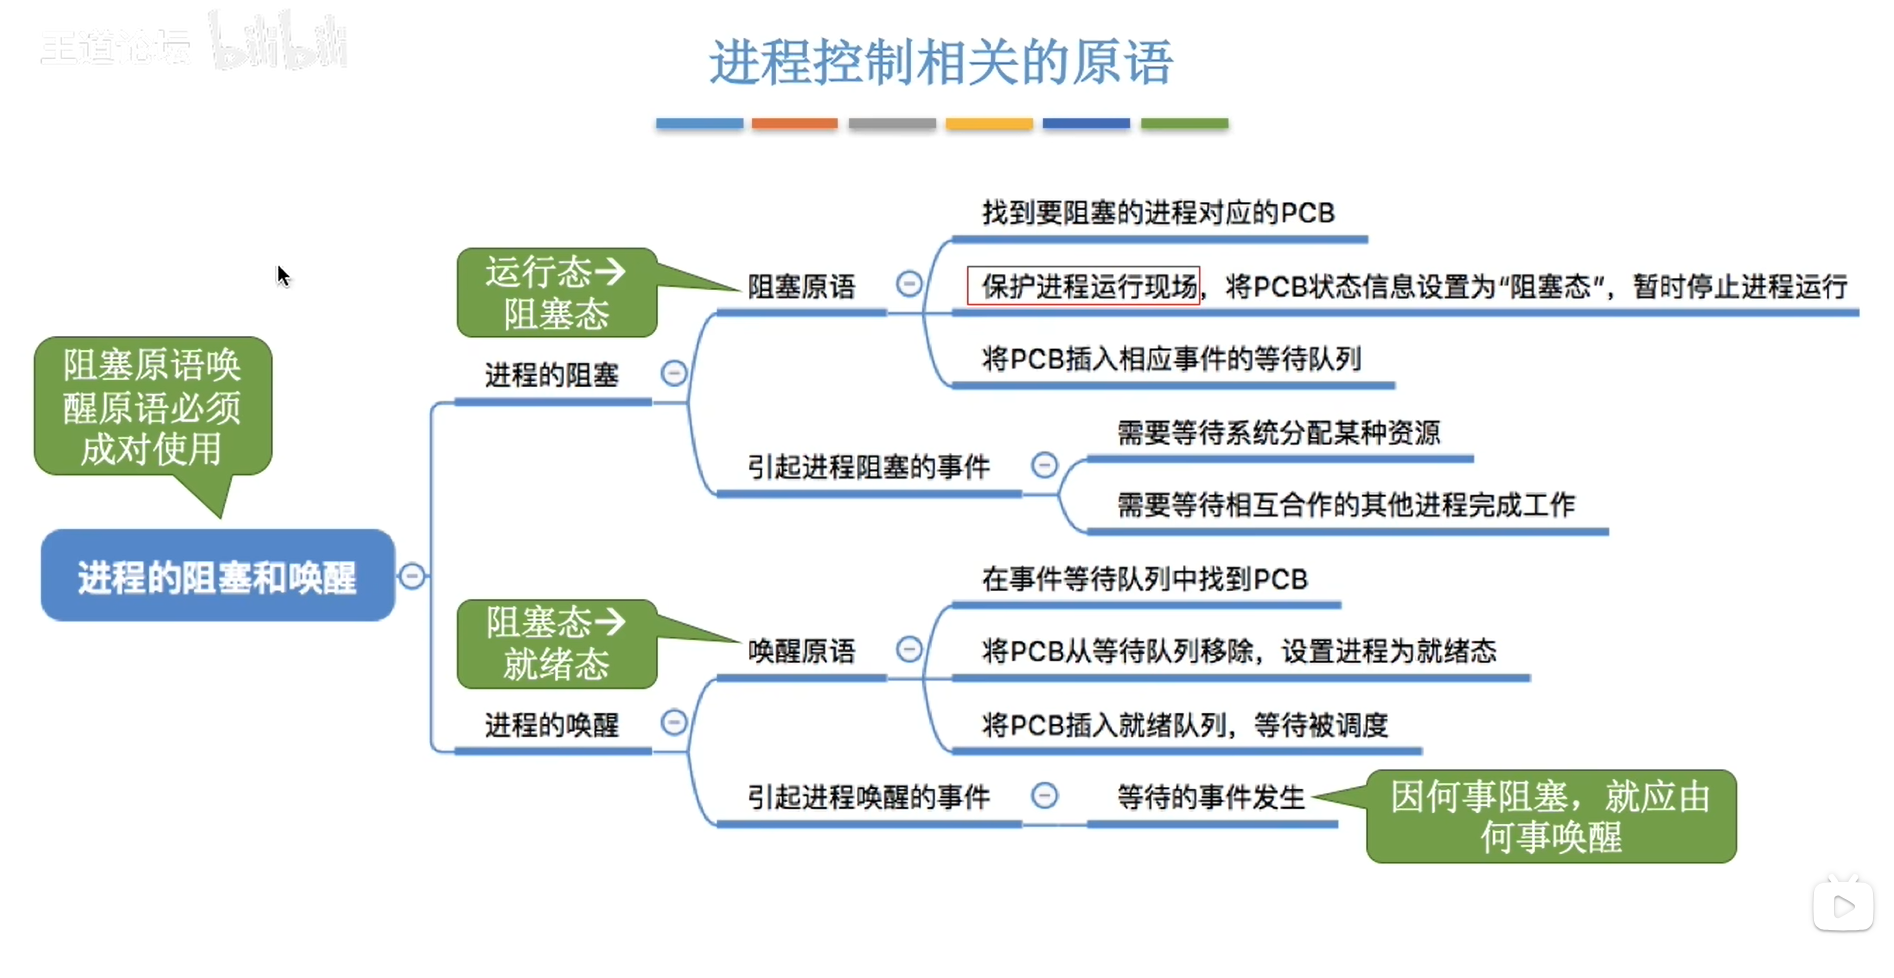 王道论坛 bilibili
进程控制相关的原语
找到要阻塞的进程对应的PCB
运行态→
阻塞态
阻塞原语
保护进程运行现场，将PCB状态信息设置为“阻塞态”，暂时停止进程运行
将PCB插入相应事件的等待队列
进程的阻塞
阻塞原语唤
醒原语必须
成对使用
需要等待系统分配某种资源
引起进程阻塞的事件
需要等待相互合作的其他进程完成工作
进程的阻塞和唤醒
在事件等待队列中找到PCB
阻塞态→
就绪态
唤醒原语
将PCB从等待队列移除，设置进程为就绪态
将PCB插入就绪队列，等待被调度
进程的唤醒
引起进程唤醒的事件
等待的事件发生
因何事阻塞，就应由
何事唤醒